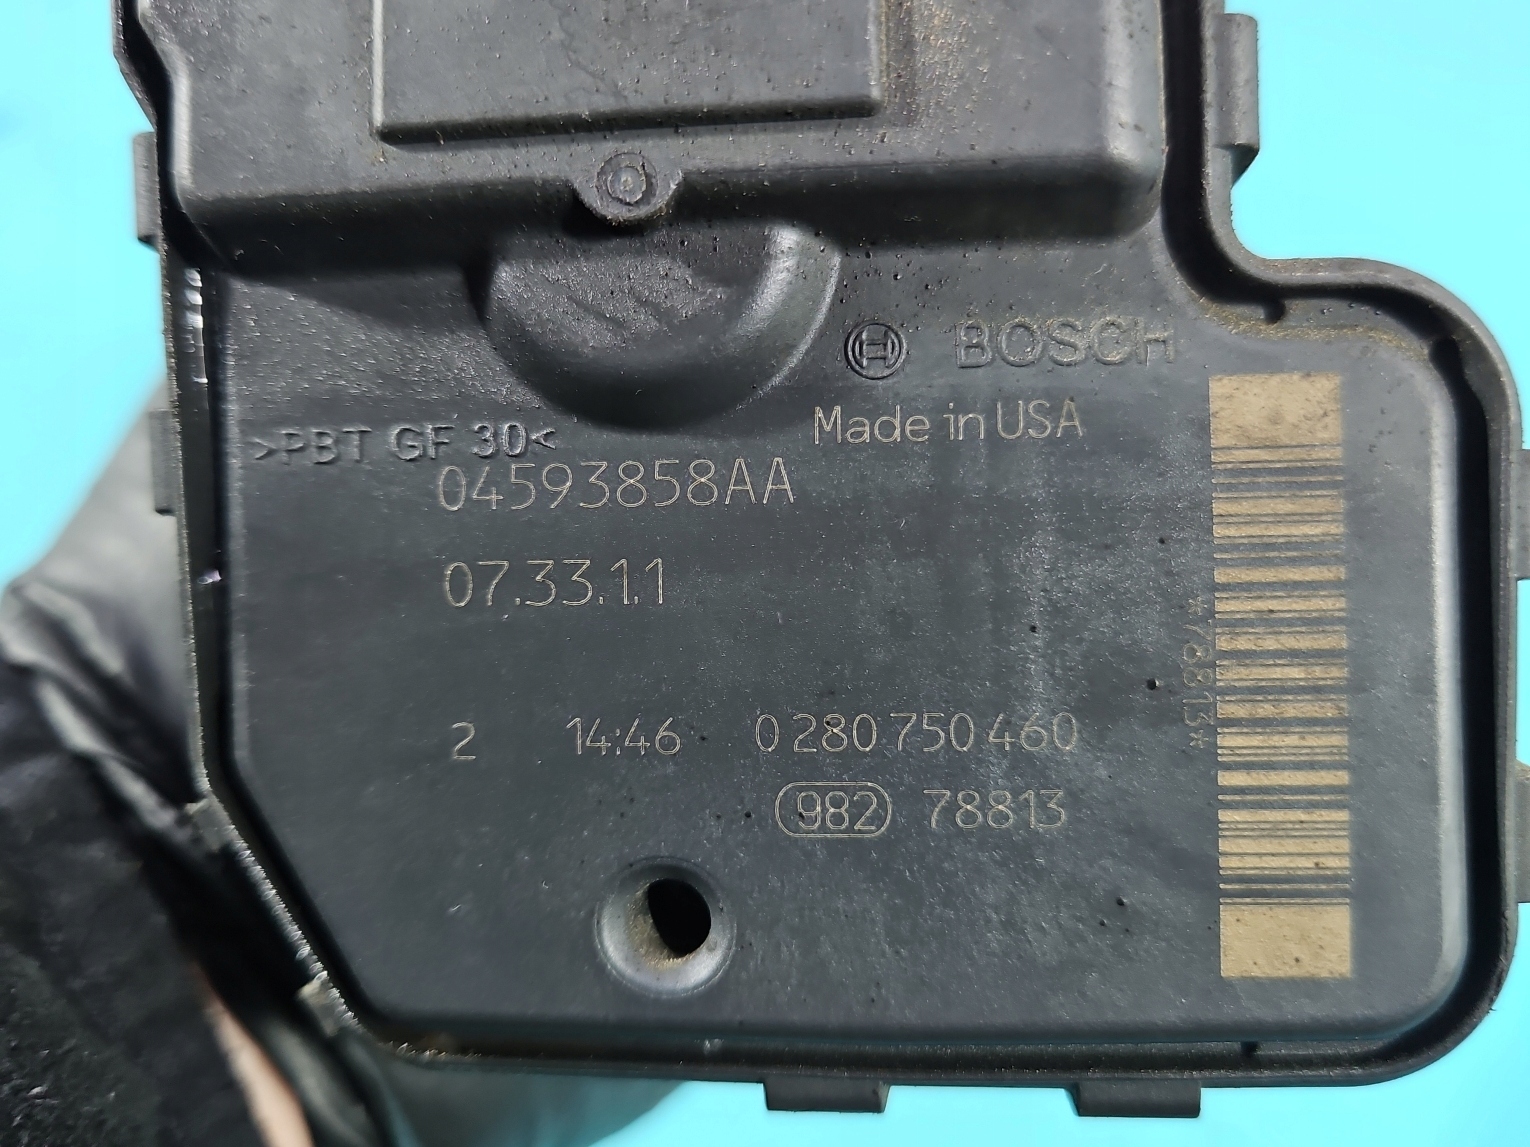 BOSCH
Made in USA
>PBT GF 30<
04593858AA
07.33.1.1
2 14:46 0 280 750 460
982 78813
*78813*